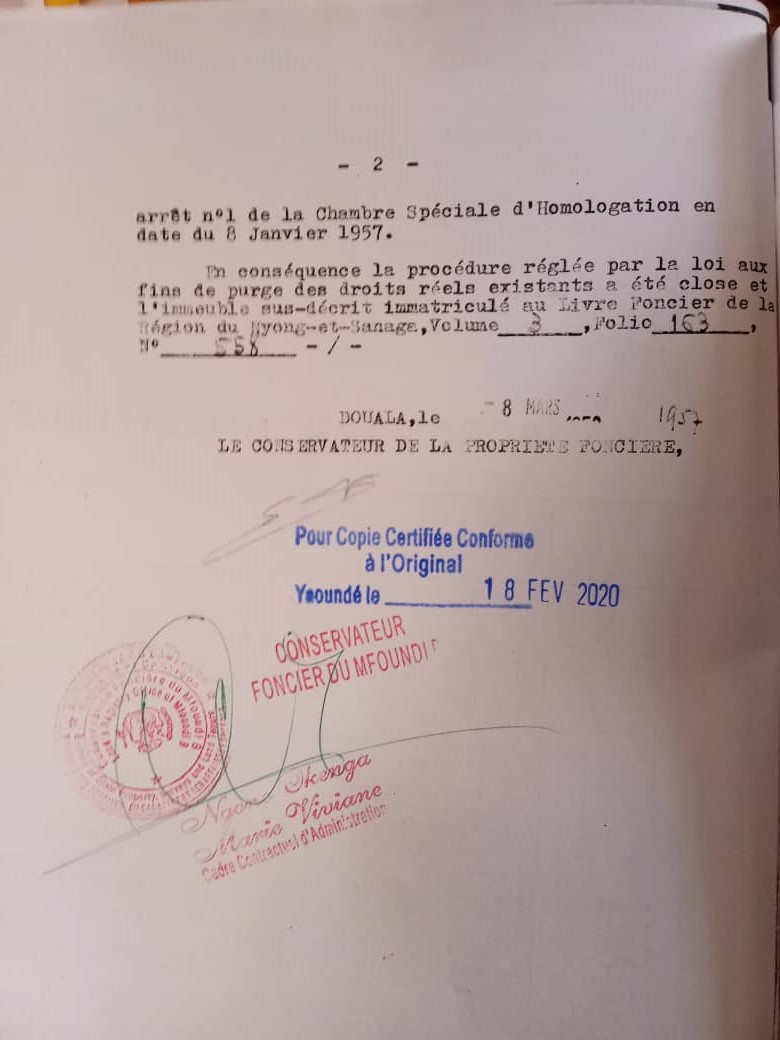 - 2 -
arrêt n°1 de la Chambre Spéciale d'Homologation en
date du 8 Janvier 1957.
En conséquence la procédure réglée par la loi aux
fins de purge des droits réels existants a été close et
l'immeuble sus-décrit immatriculé au Livre Foncier de la
Région du Nyong-et-Sanaga, Volume 3, Folio 163,
N° 558 - / -
DOUALA, le - 8 MARS 1957
LE CONSERVATEUR DE LA PROPRIETE FONCIERE,
Pour Copie Certifiée Conforme
à l'Original
Yaoundé le 18 FEV 2020
CONSERVATEUR
FONCIER DU MFOUNDI
Marie Viviane
Cadre Contractuel d'Administration